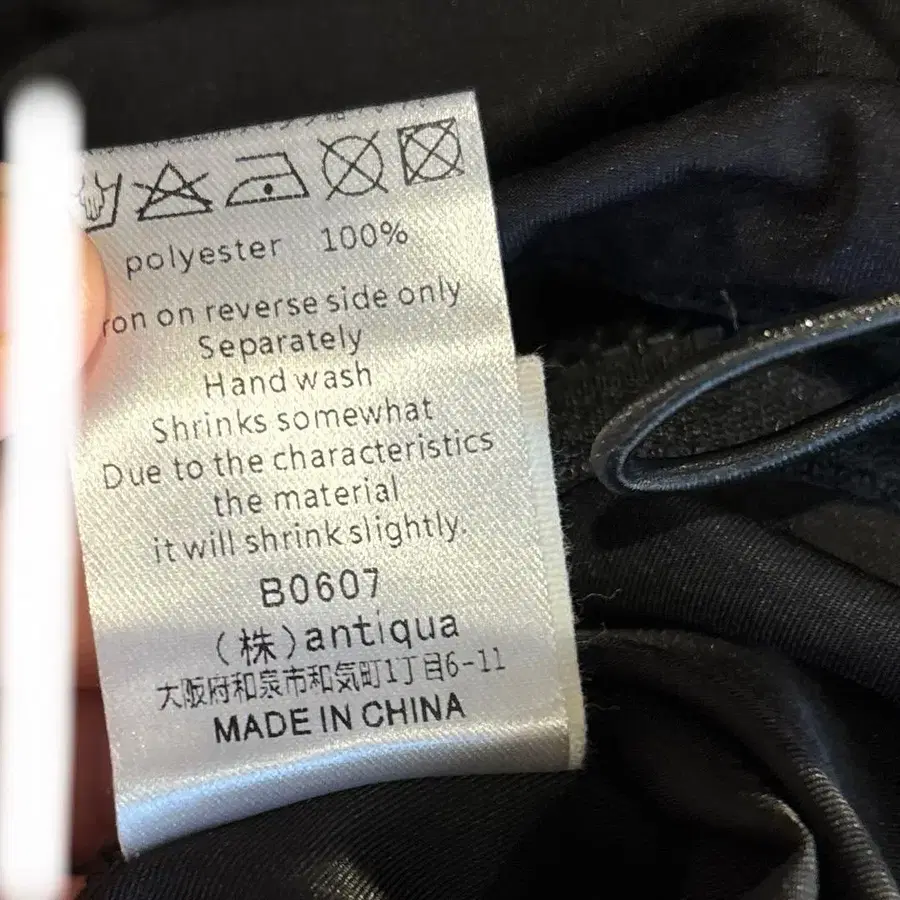 polyester 100%
ron on reverse side only
Separately
Hand wash
Shrinks somewhat
Due to the characteristics
the material
it will shrink slightly.
B0607
(株)antiqua
大阪府和泉市和気町1丁目6-11
MADE IN CHINA